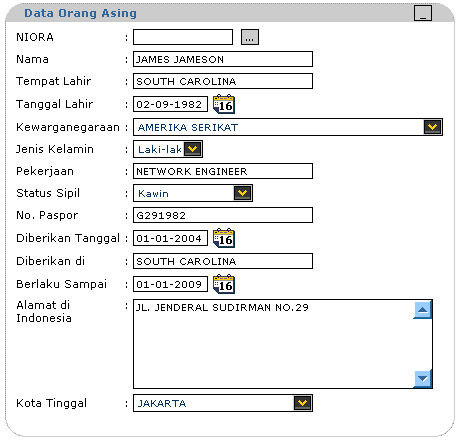 Data Orang Asing _
NIORA : ...
Nama : JAMES JAMESON
Tempat Lahir : SOUTH CAROLINA
Tanggal Lahir : 02-09-1982 16
Kewarganegaraan : AMERIKA SERIKAT
Jenis Kelamin : Laki-lak
Pekerjaan : NETWORK ENGINEER
Status Sipil : Kawin
No. Paspor : G291982
Diberikan Tanggal : 01-01-2004 16
Diberikan di : SOUTH CAROLINA
Berlaku Sampai : 01-01-2009 16
Alamat di : JL. JENDERAL SUDIRMAN NO.29
Indonesia
Kota Tinggal : JAKARTA